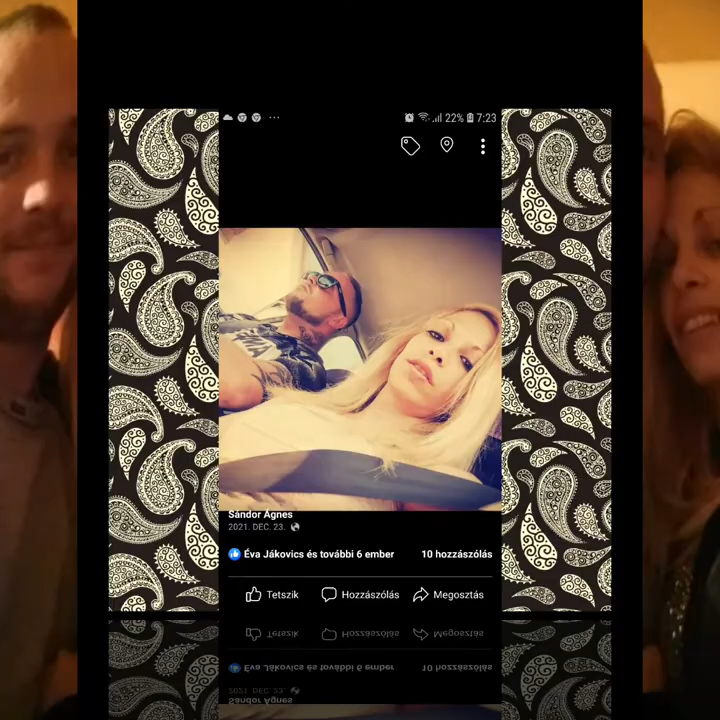 22% 7:23
Sándor Ágnes
2021. DEC. 23.
Éva Jákovics és további 6 ember 10 hozzászólás
Tetszik Hozzászólás Megosztás